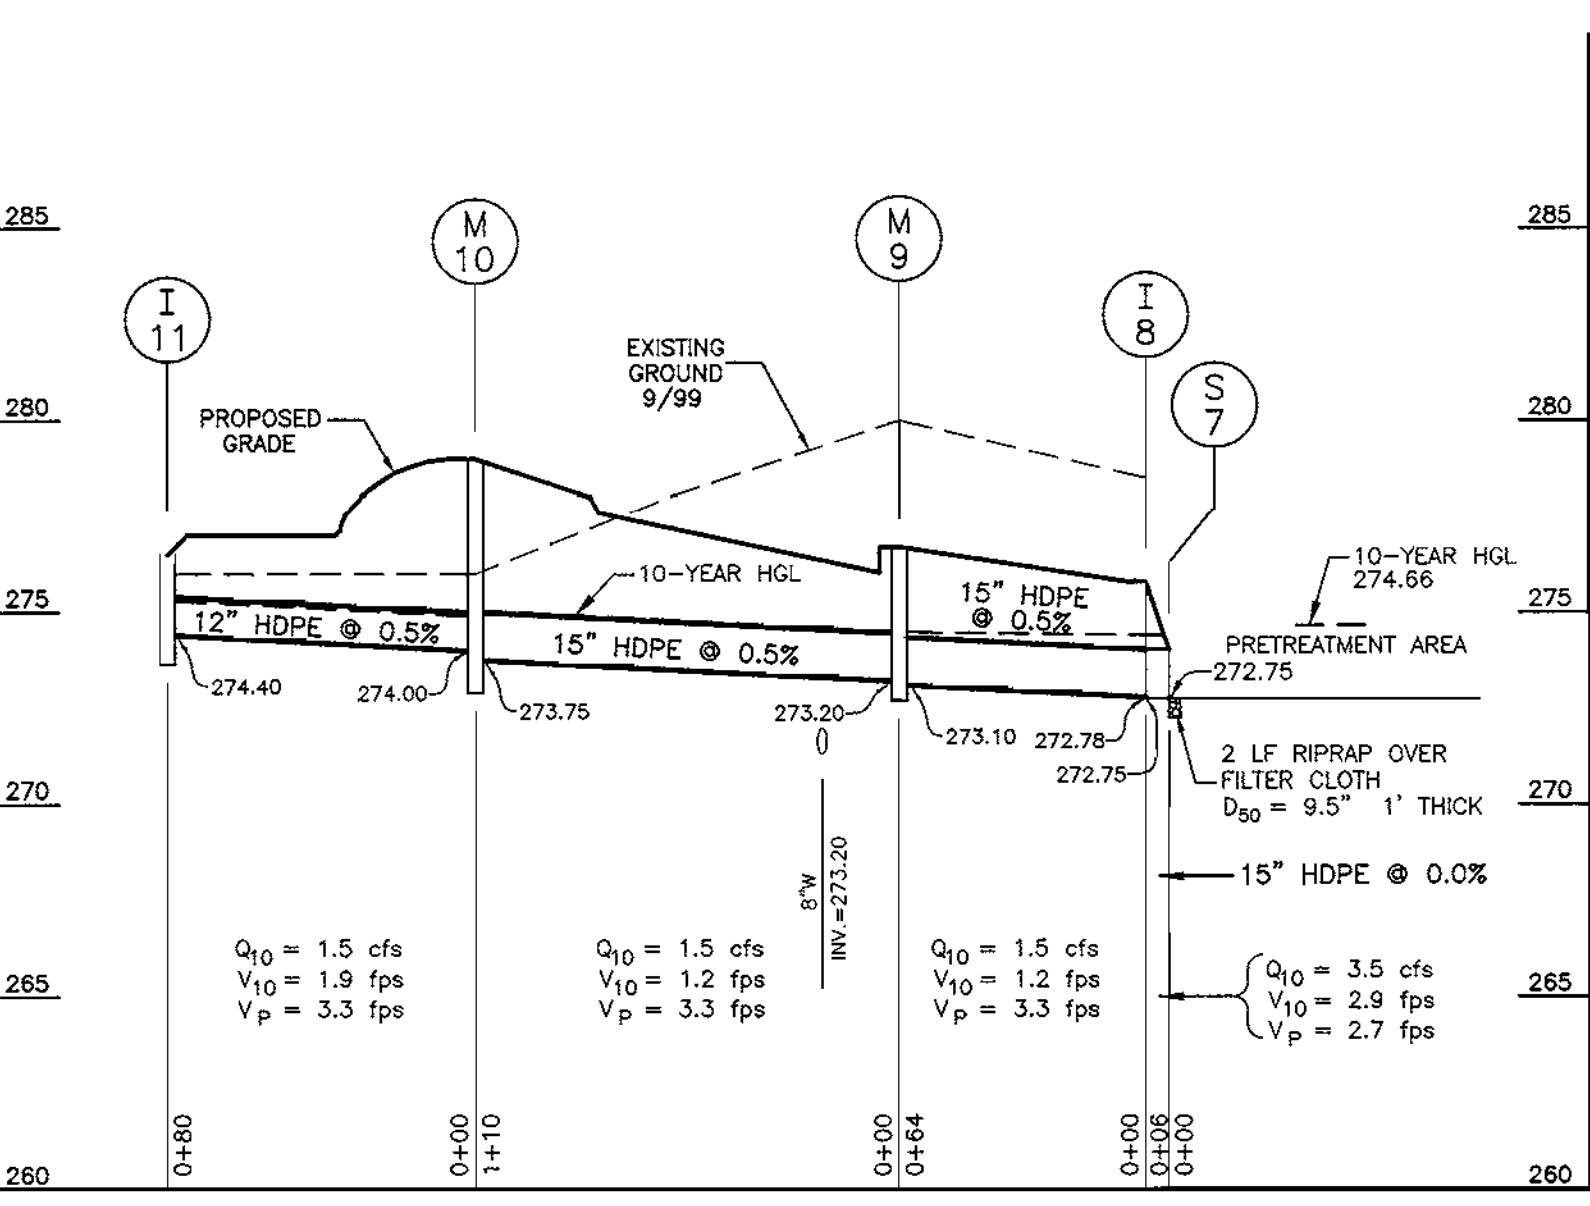 285
285
M
10
M
9
I
11
I
8
EXISTING
GROUND
9/99
S
7
280
280
PROPOSED
GRADE
10-YEAR HGL
274.66
10-YEAR HGL
275
275
15" HDPE
@ 0.5%
12" HDPE @ 0.5%
15" HDPE @ 0.5%
PRETREATMENT AREA
272.75
274.40
274.00
273.75
273.20
273.10
272.78
272.75
2 LF RIPRAP OVER
FILTER CLOTH
D50 = 9.5" 1' THICK
270
270
8"W
INV.=273.20
15" HDPE @ 0.0%
Q10 = 1.5 cfs
V10 = 1.9 fps
Vp = 3.3 fps
Q10 = 1.5 cfs
V10 = 1.2 fps
Vp = 3.3 fps
Q10 = 1.5 cfs
V10 = 1.2 fps
Vp = 3.3 fps
Q10 = 3.5 cfs
V10 = 2.9 fps
Vp = 2.7 fps
265
265
0+80
0+00
1+10
0+00
0+64
0+00
0+06
0+00
260
260